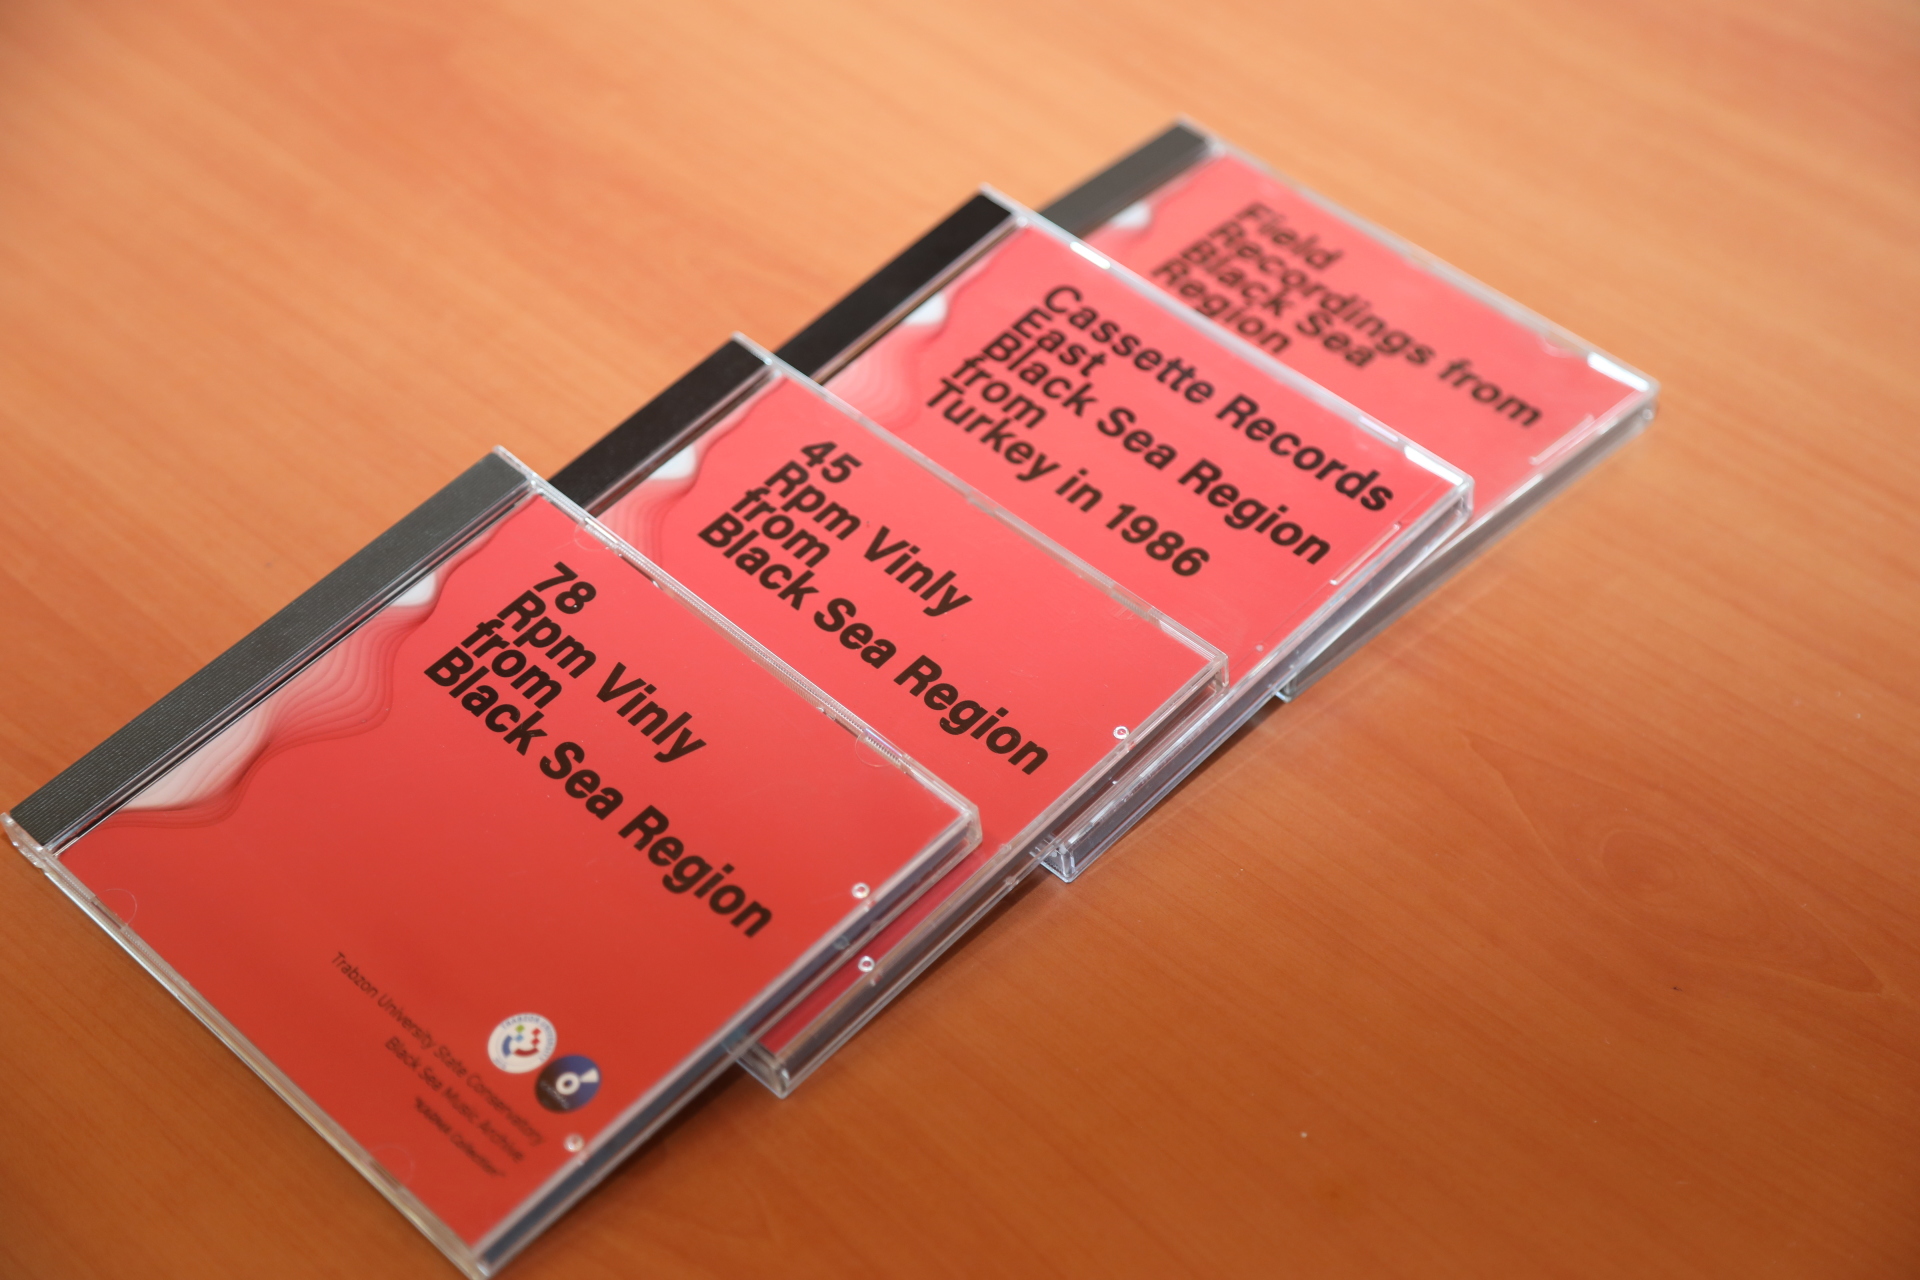 Field
Recordings from
Black Sea
Region
Cassette Records
East
Black Sea Region
from
Turkey in 1986
45
Rpm Vinly
from
Black Sea Region
78
Rpm Vinly
from
Black Sea Region
Trabzon University State Conservatory
Black Sea Music Archive